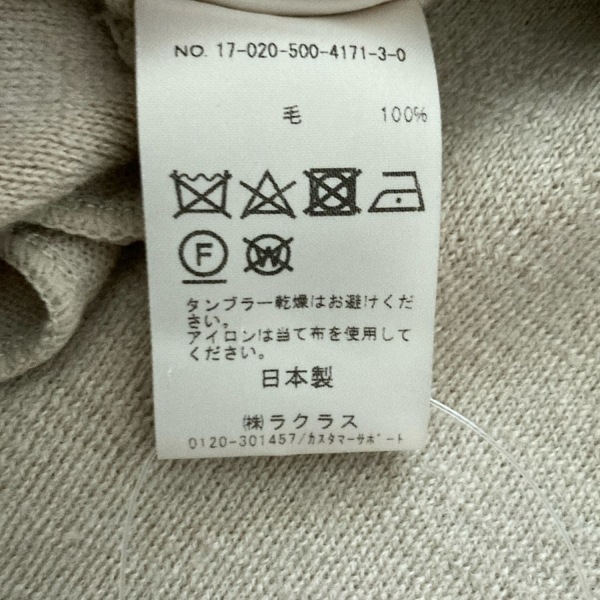 NO. 17-020-500-4171-3-0
毛 100%
F W
タンブラー乾燥はお避けくだ
さい。
アイロンは当て布を使用して
ください。
日本製
㈱ラクラス
0120-301457/ｶｽﾀﾏｰｻﾎﾟｰﾄ